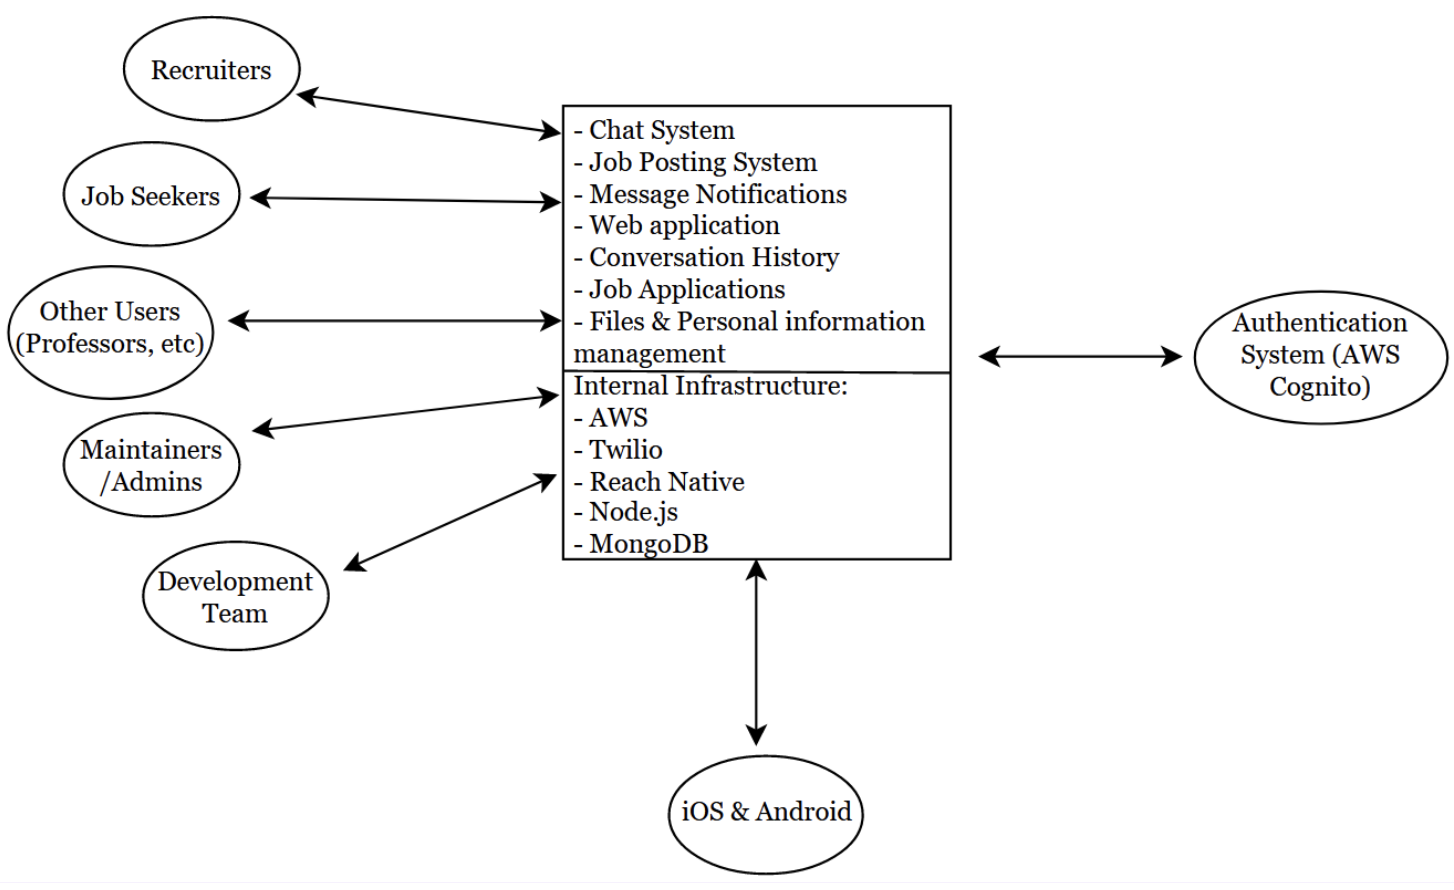 Recruiters
Job Seekers
Other Users
(Professors, etc)
Maintainers
/Admins
Development
Team
- Chat System
- Job Posting System
- Message Notifications
- Web application
- Conversation History
- Job Applications
- Files & Personal information
management
Internal Infrastructure:
- AWS
- Twilio
- Reach Native
- Node.js
- MongoDB
Authentication
System (AWS
Cognito)
iOS & Android